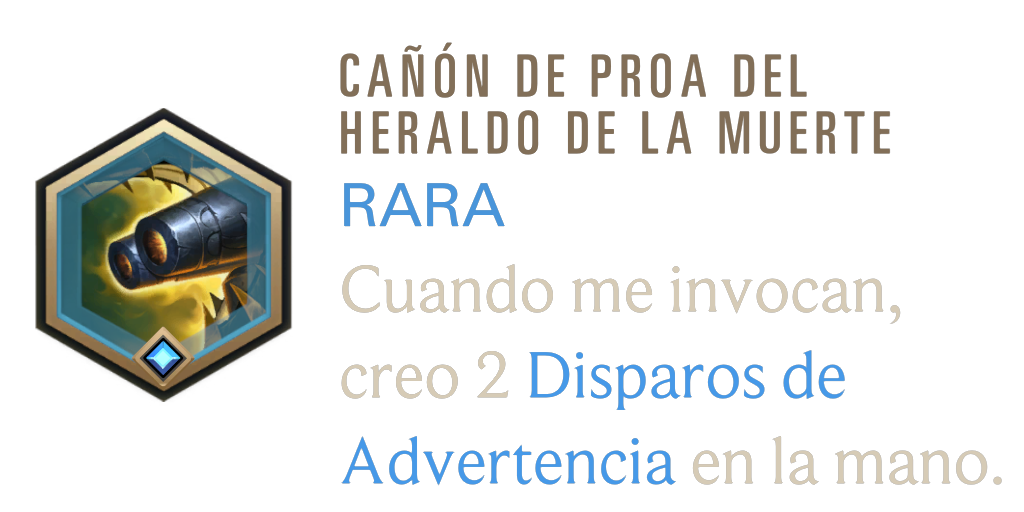 CAÑÓN DE PROA DEL
HERALDO DE LA MUERTE
RARA
Cuando me invocan,
creo 2 Disparos de
Advertencia en la mano.